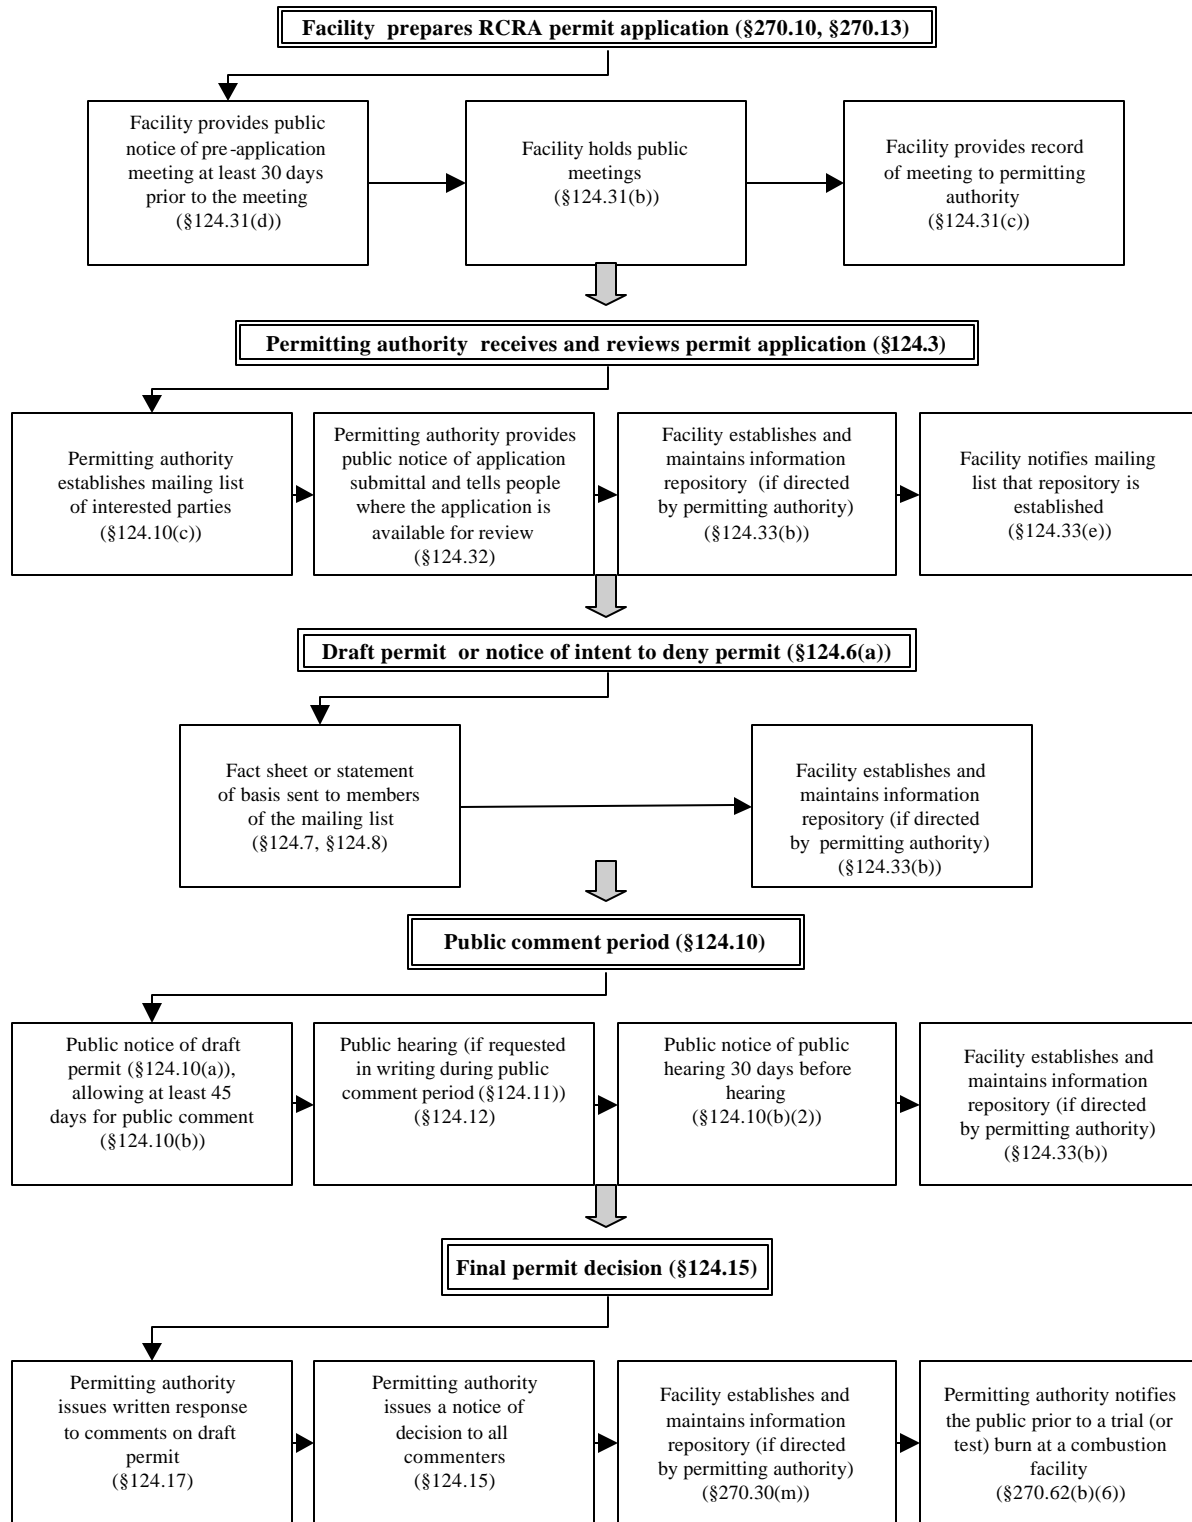 Facility prepares RCRA permit application (§270.10, §270.13)
Facility provides public
notice of pre-application
meeting at least 30 days
prior to the meeting
(§124.31(d))
Facility holds public
meetings
(§124.31(b))
Facility provides record
of meeting to permitting
authority
(§124.31(c))
Permitting authority receives and reviews permit application (§124.3)
Permitting authority
establishes mailing list
of interested parties
(§124.10(c))
Permitting authority provides
public notice of application
submittal and tells people
where the application is
available for review
(§124.32)
Facility establishes and
maintains information
repository (if directed
by permitting authority)
(§124.33(b))
Facility notifies mailing
list that repository is
established
(§124.33(e))
Draft permit or notice of intent to deny permit (§124.6(a))
Fact sheet or statement
of basis sent to members
of the mailing list
(§124.7, §124.8)
Facility establishes and
maintains information
repository (if directed
by permitting authority)
(§124.33(b))
Public comment period (§124.10)
Public notice of draft
permit (§124.10(a)),
allowing at least 45
days for public comment
(§124.10(b))
Public hearing (if requested
in writing during public
comment period (§124.11))
(§124.12)
Public notice of public
hearing 30 days before
hearing
(§124.10(b)(2))
Facility establishes and
maintains information
repository (if directed
by permitting authority)
(§124.33(b))
Final permit decision (§124.15)
Permitting authority
issues written response
to comments on draft
permit
(§124.17)
Permitting authority
issues a notice of
decision to all
commenters
(§124.15)
Facility establishes and
maintains information
repository (if directed
by permitting authority)
(§270.30(m))
Permitting authority notifies
the public prior to a trial (or
test) burn at a combustion
facility
(§270.62(b)(6))